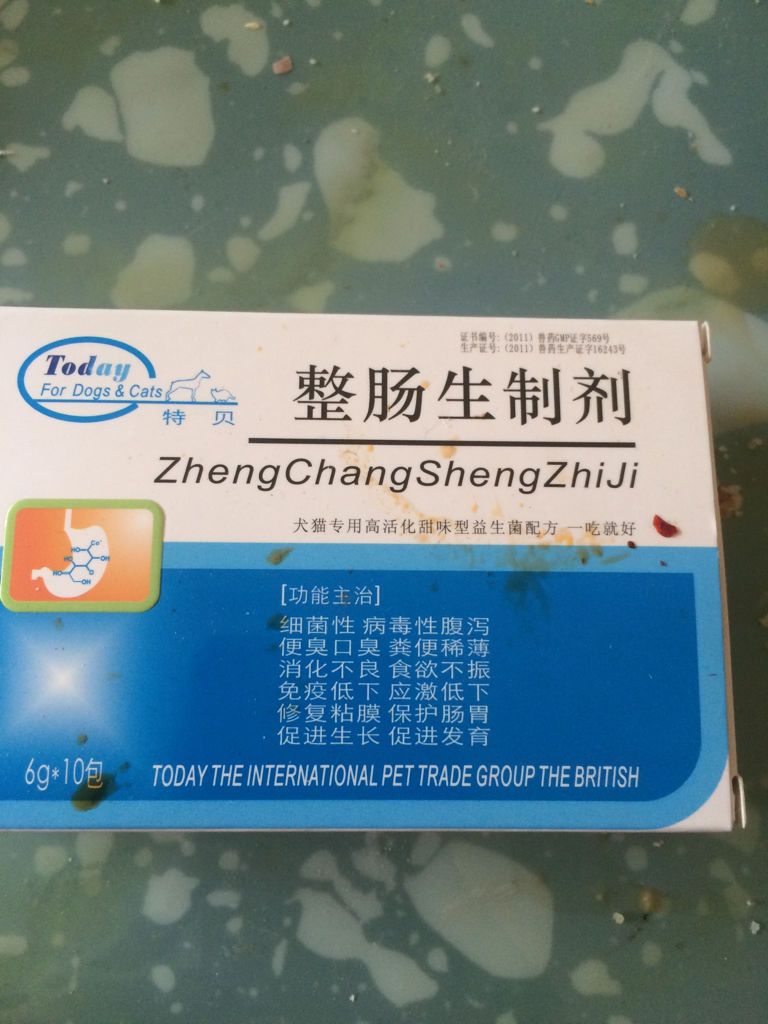 证书编号:(2011)兽药GMP证字569号
生产证号:(2011)兽药生产证字16243号
Today
For Dogs & Cats
特贝
整肠生制剂
ZhengChangShengZhiJi
犬猫专用高活化甜味型益生菌配方 一吃就好
[功能主治]
细菌性 病毒性腹泻
便臭口臭 粪便稀薄
消化不良 食欲不振
免疫低下 应激低下
修复粘膜 保护肠胃
促进生长 促进发育
6g*10包
TODAY THE INTERNATIONAL PET TRADE GROUP THE BRITISH